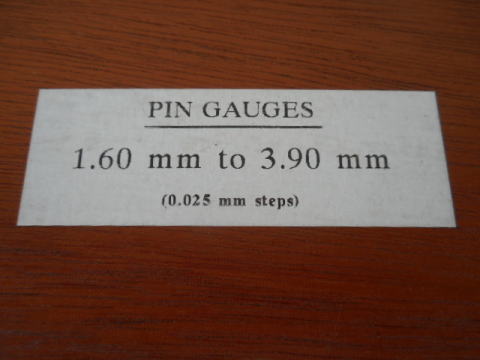 PIN GAUGES
1.60 mm to 3.90 mm
(0.025 mm steps)